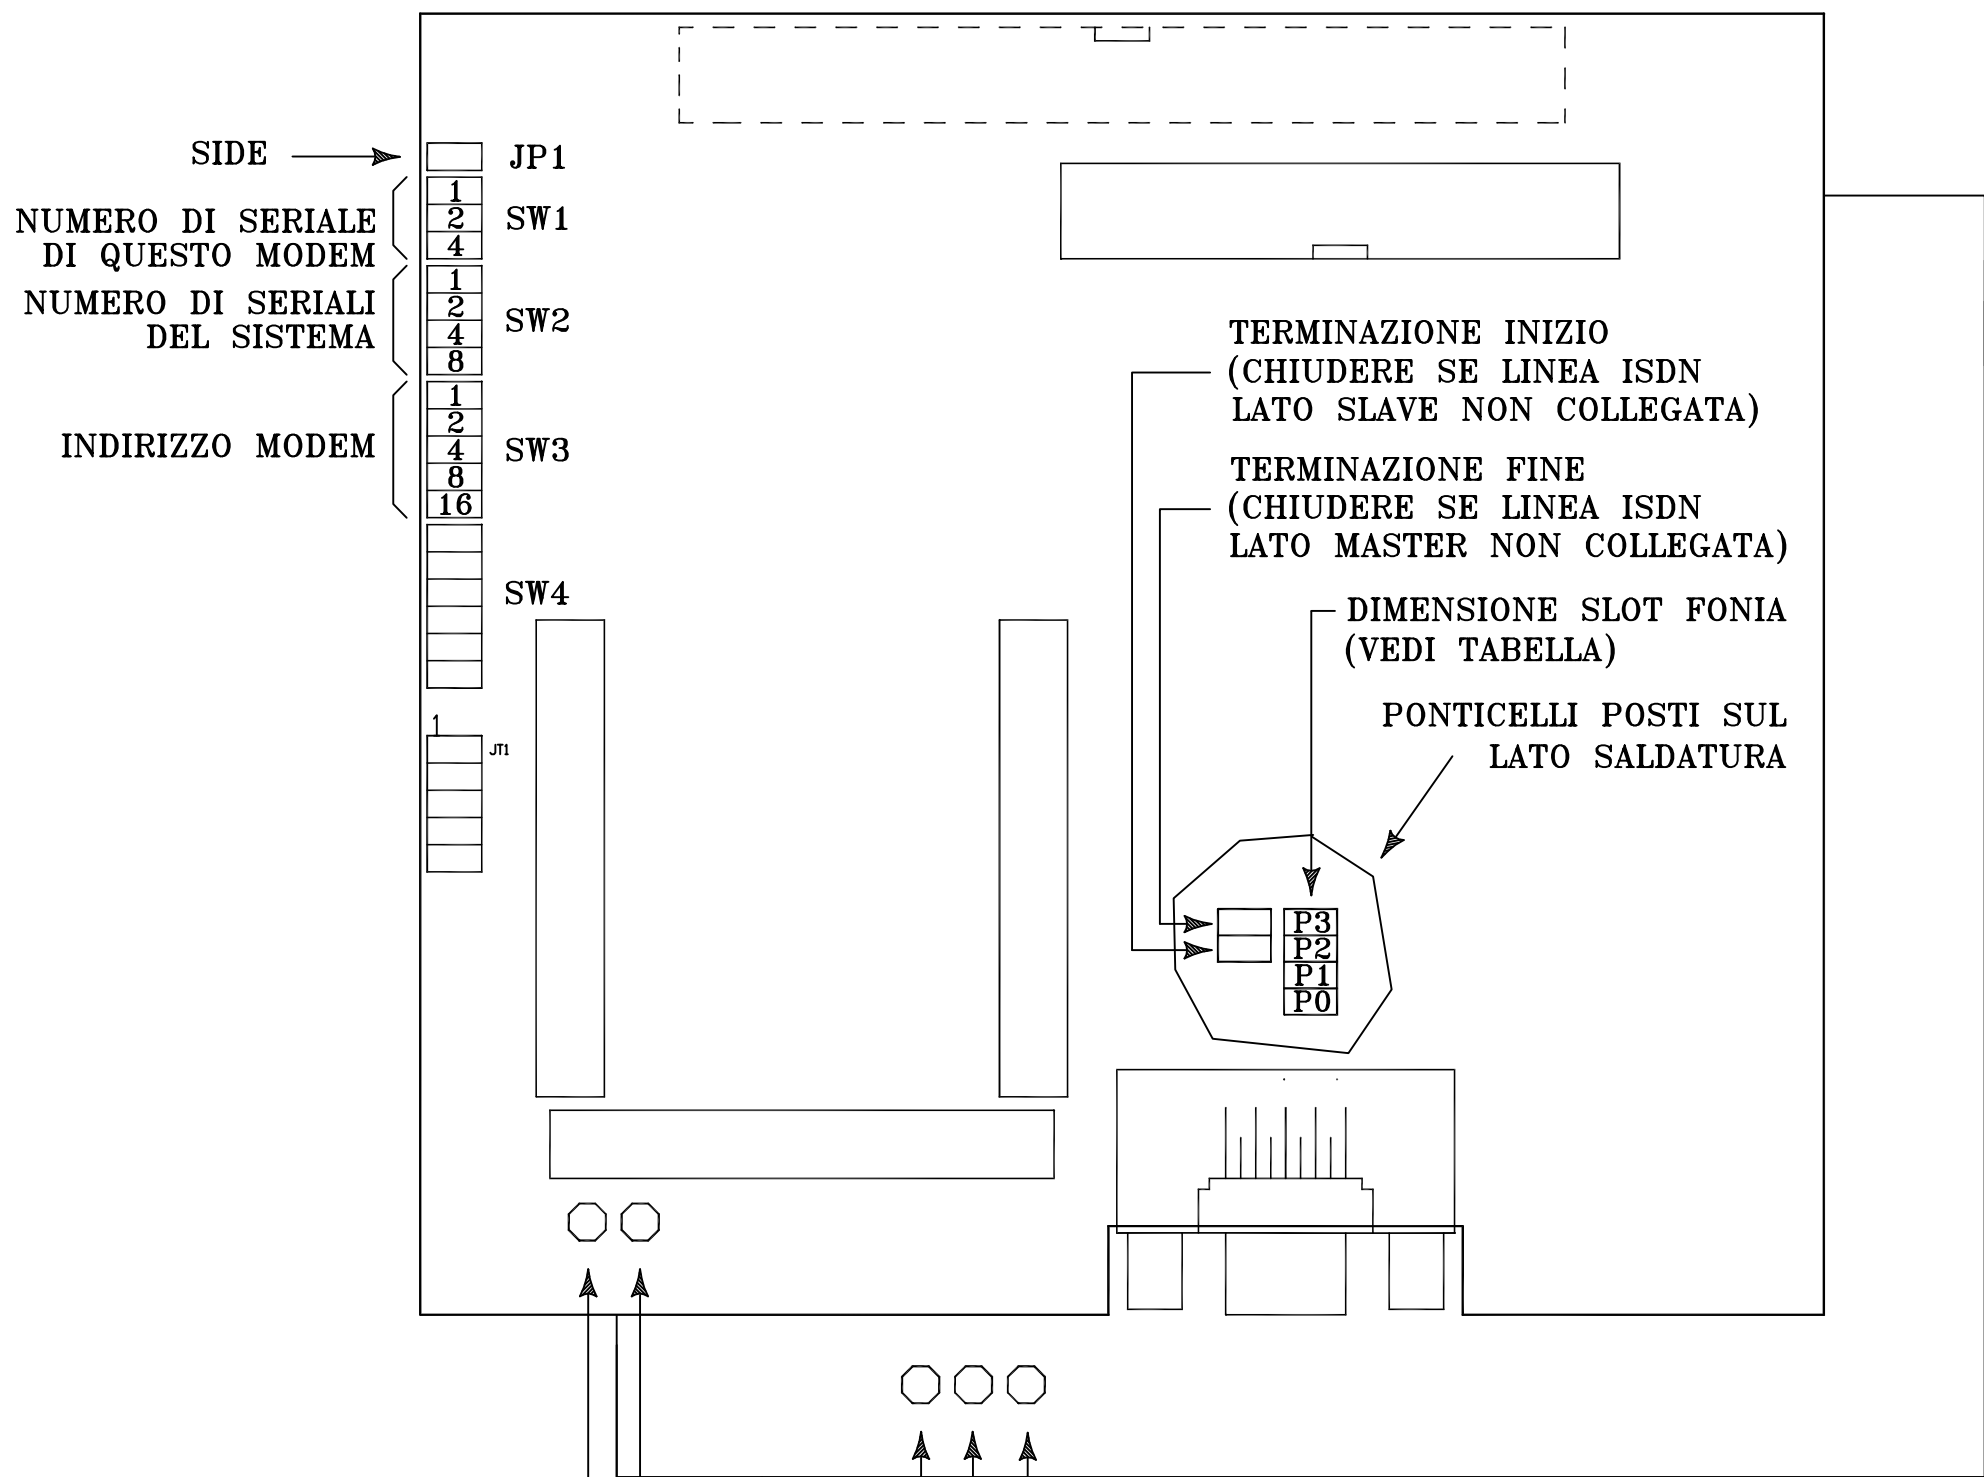 SIDE
JP1
1
2
4
SW1
NUMERO DI SERIALE
DI QUESTO MODEM
1
2
4
8
SW2
NUMERO DI SERIALI
DEL SISTEMA
1
2
4
8
16
SW3
INDIRIZZO MODEM
SW4
1
JT1
TERMINAZIONE INIZIO
(CHIUDERE SE LINEA ISDN
LATO SLAVE NON COLLEGATA)
TERMINAZIONE FINE
(CHIUDERE SE LINEA ISDN
LATO MASTER NON COLLEGATA)
DIMENSIONE SLOT FONIA
(VEDI TABELLA)
PONTICELLI POSTI SUL
LATO SALDATURA
P3
P2
P1
P0